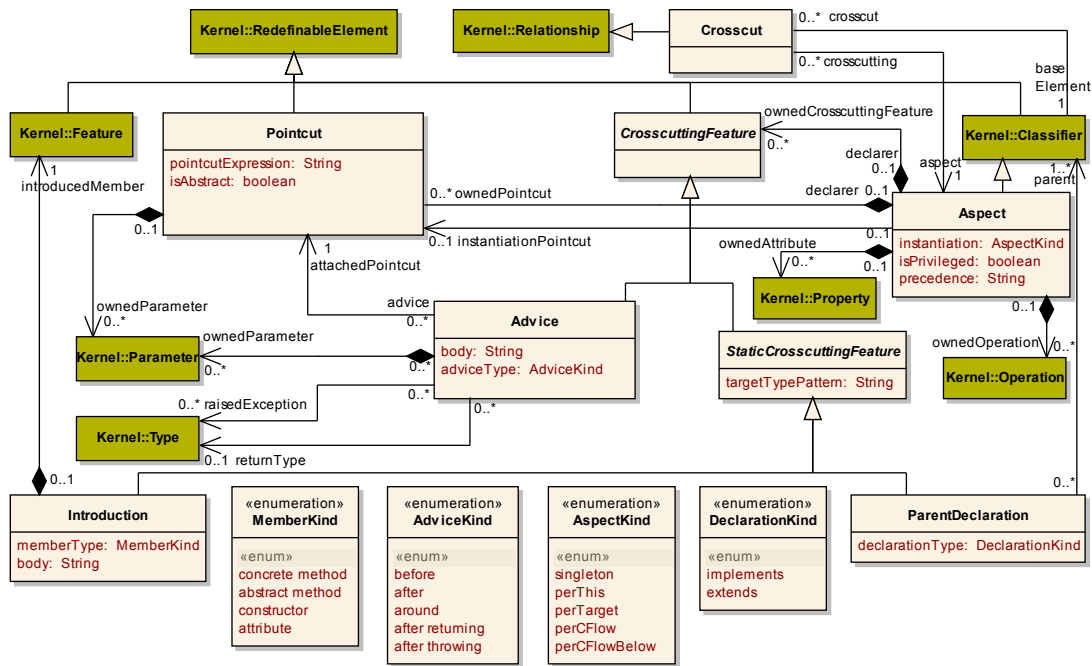 Kernel::RedefinableElement
Kernel::Relationship
Crosscut
0..* crosscut
0..* crosscutting
base
Element
1
Kernel::Feature
1
introducedMember
Pointcut
pointcutExpression: String
isAbstract: boolean
CrosscuttingFeature
ownedCrosscuttingFeature
0..*
declarer
0..1
aspect
1
Kernel::Classifier
1..*
parent
0..* ownedPointcut
declarer
0..1
0..1
0..1 instantiationPointcut
0..1
1
attachedPointcut
Aspect
instantiation: AspectKind
isPrivileged: boolean
precedence: String
ownedAttribute
0..*
0..1
Kernel::Property
0..1
ownedOperation
0..*
Kernel::Operation
ownedParameter
0..*
Kernel::Parameter
ownedParameter
0..*
advice
0..*
Advice
body: String
adviceType: AdviceKind
0..*
0..*
0..*
StaticCrosscuttingFeature
targetTypePattern: String
0..* raisedException
Kernel::Type
0..1 returnType
0..1
Introduction
memberType: MemberKind
body: String
«enumeration»
MemberKind
«enum»
concrete method
abstract method
constructor
attribute
«enumeration»
AdviceKind
«enum»
before
after
around
after returning
after throwing
«enumeration»
AspectKind
«enum»
singleton
perThis
perTarget
perCFlow
perCFlowBelow
«enumeration»
DeclarationKind
«enum»
implements
extends
0..*
ParentDeclaration
declarationType: DeclarationKind